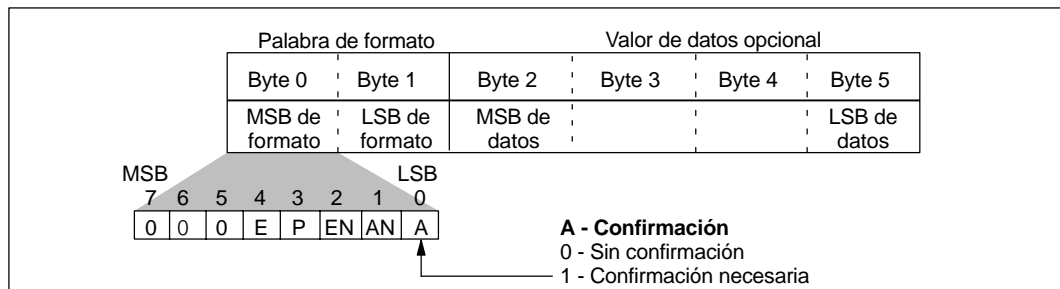 Palabra de formato Valor de datos opcional
Byte 0 Byte 1 Byte 2 Byte 3 Byte 4 Byte 5
MSB de formato LSB de formato MSB de datos LSB de datos
MSB LSB
7 6 5 4 3 2 1 0
0 0 0 E P EN AN A
A - Confirmación
0 - Sin confirmación
1 - Confirmación necesaria